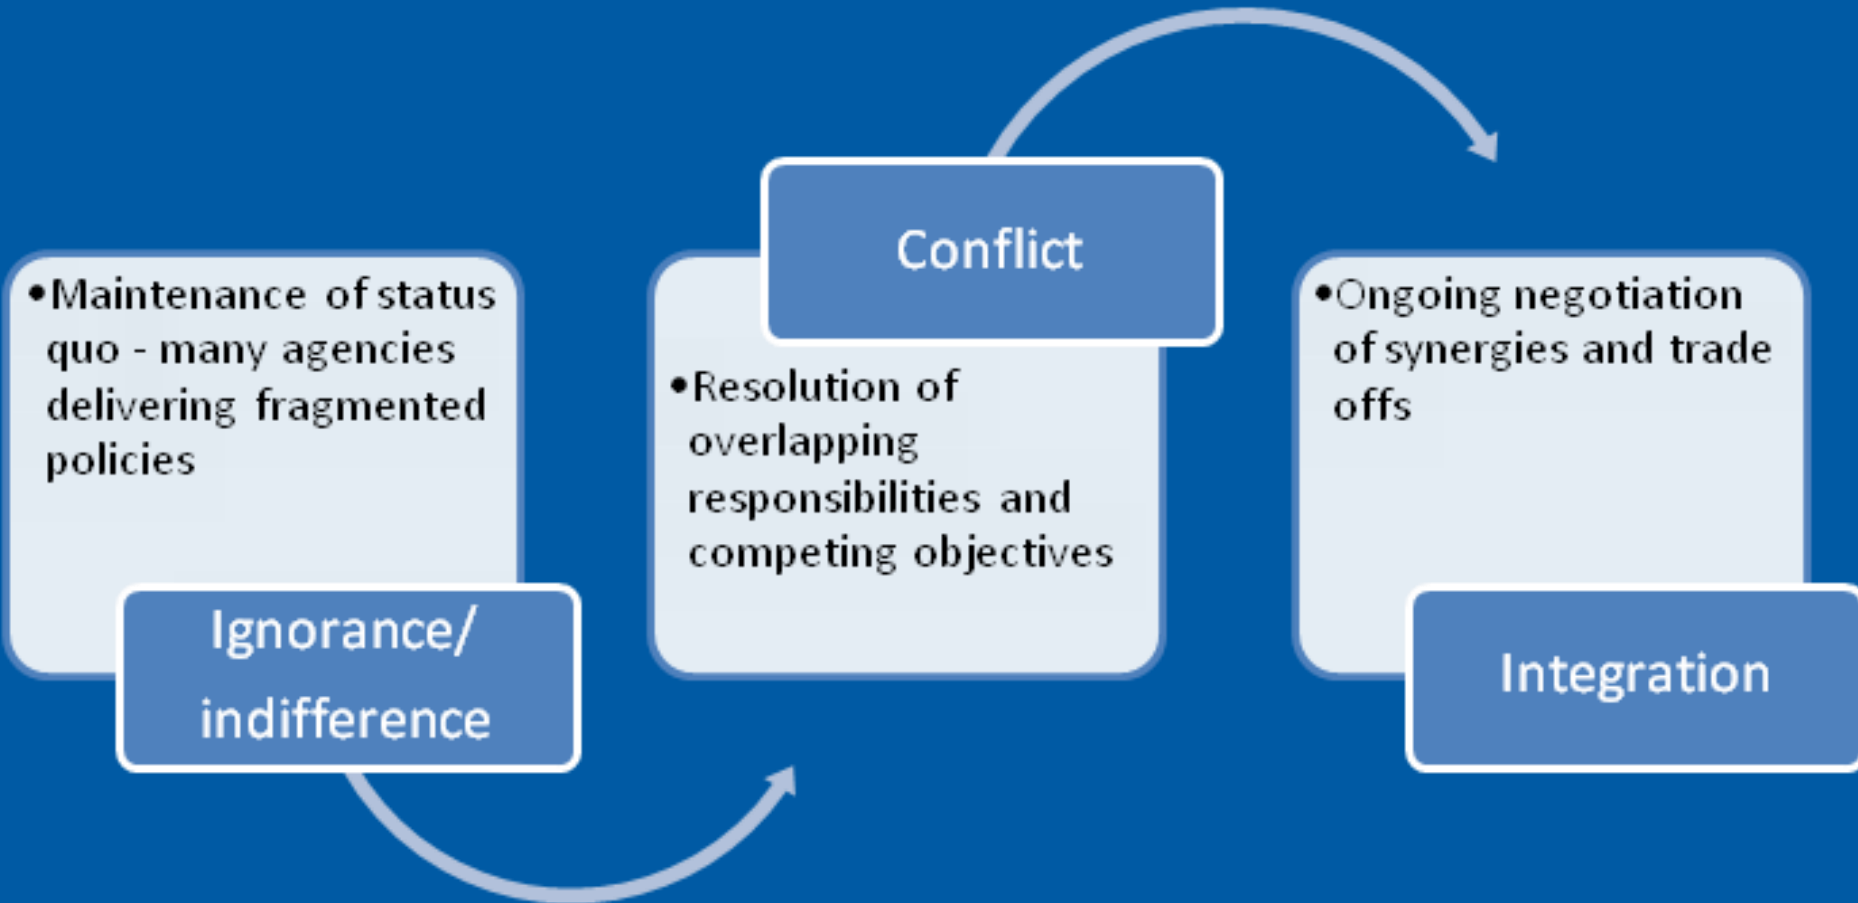 •Maintenance of status
quo - many agencies
delivering fragmented
policies
Ignorance/
indifference
Conflict
•Resolution of
overlapping
responsibilities and
competing objectives
•Ongoing negotiation
of synergies and trade
offs
Integration